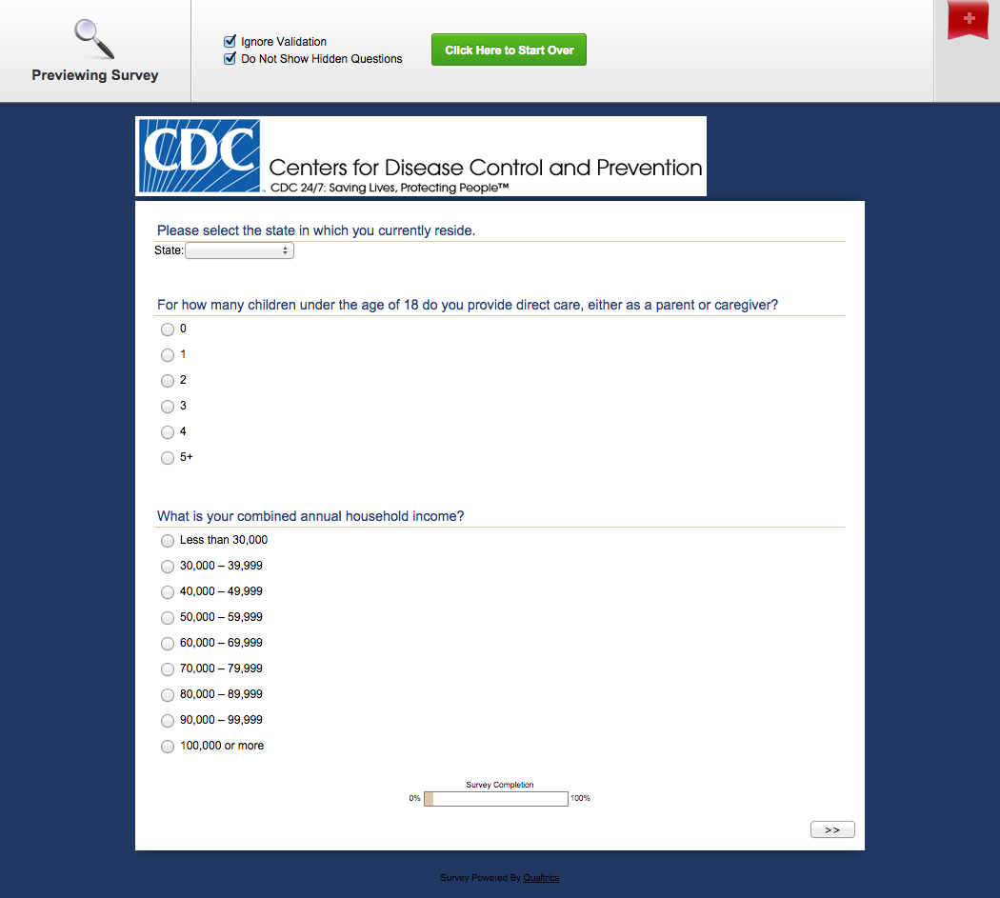 Previewing Survey
Ignore Validation
Do Not Show Hidden Questions
Click Here to Start Over
CDC
Centers for Disease Control and Prevention
CDC 24/7: Saving Lives, Protecting People™
Please select the state in which you currently reside.
State:
For how many children under the age of 18 do you provide direct care, either as a parent or caregiver?
0
1
2
3
4
5+
What is your combined annual household income?
Less than 30,000
30,000 – 39,999
40,000 – 49,999
50,000 – 59,999
60,000 – 69,999
70,000 – 79,999
80,000 – 89,999
90,000 – 99,999
100,000 or more
Survey Completion
0% 100%
>>
Survey Powered By Qualtrics